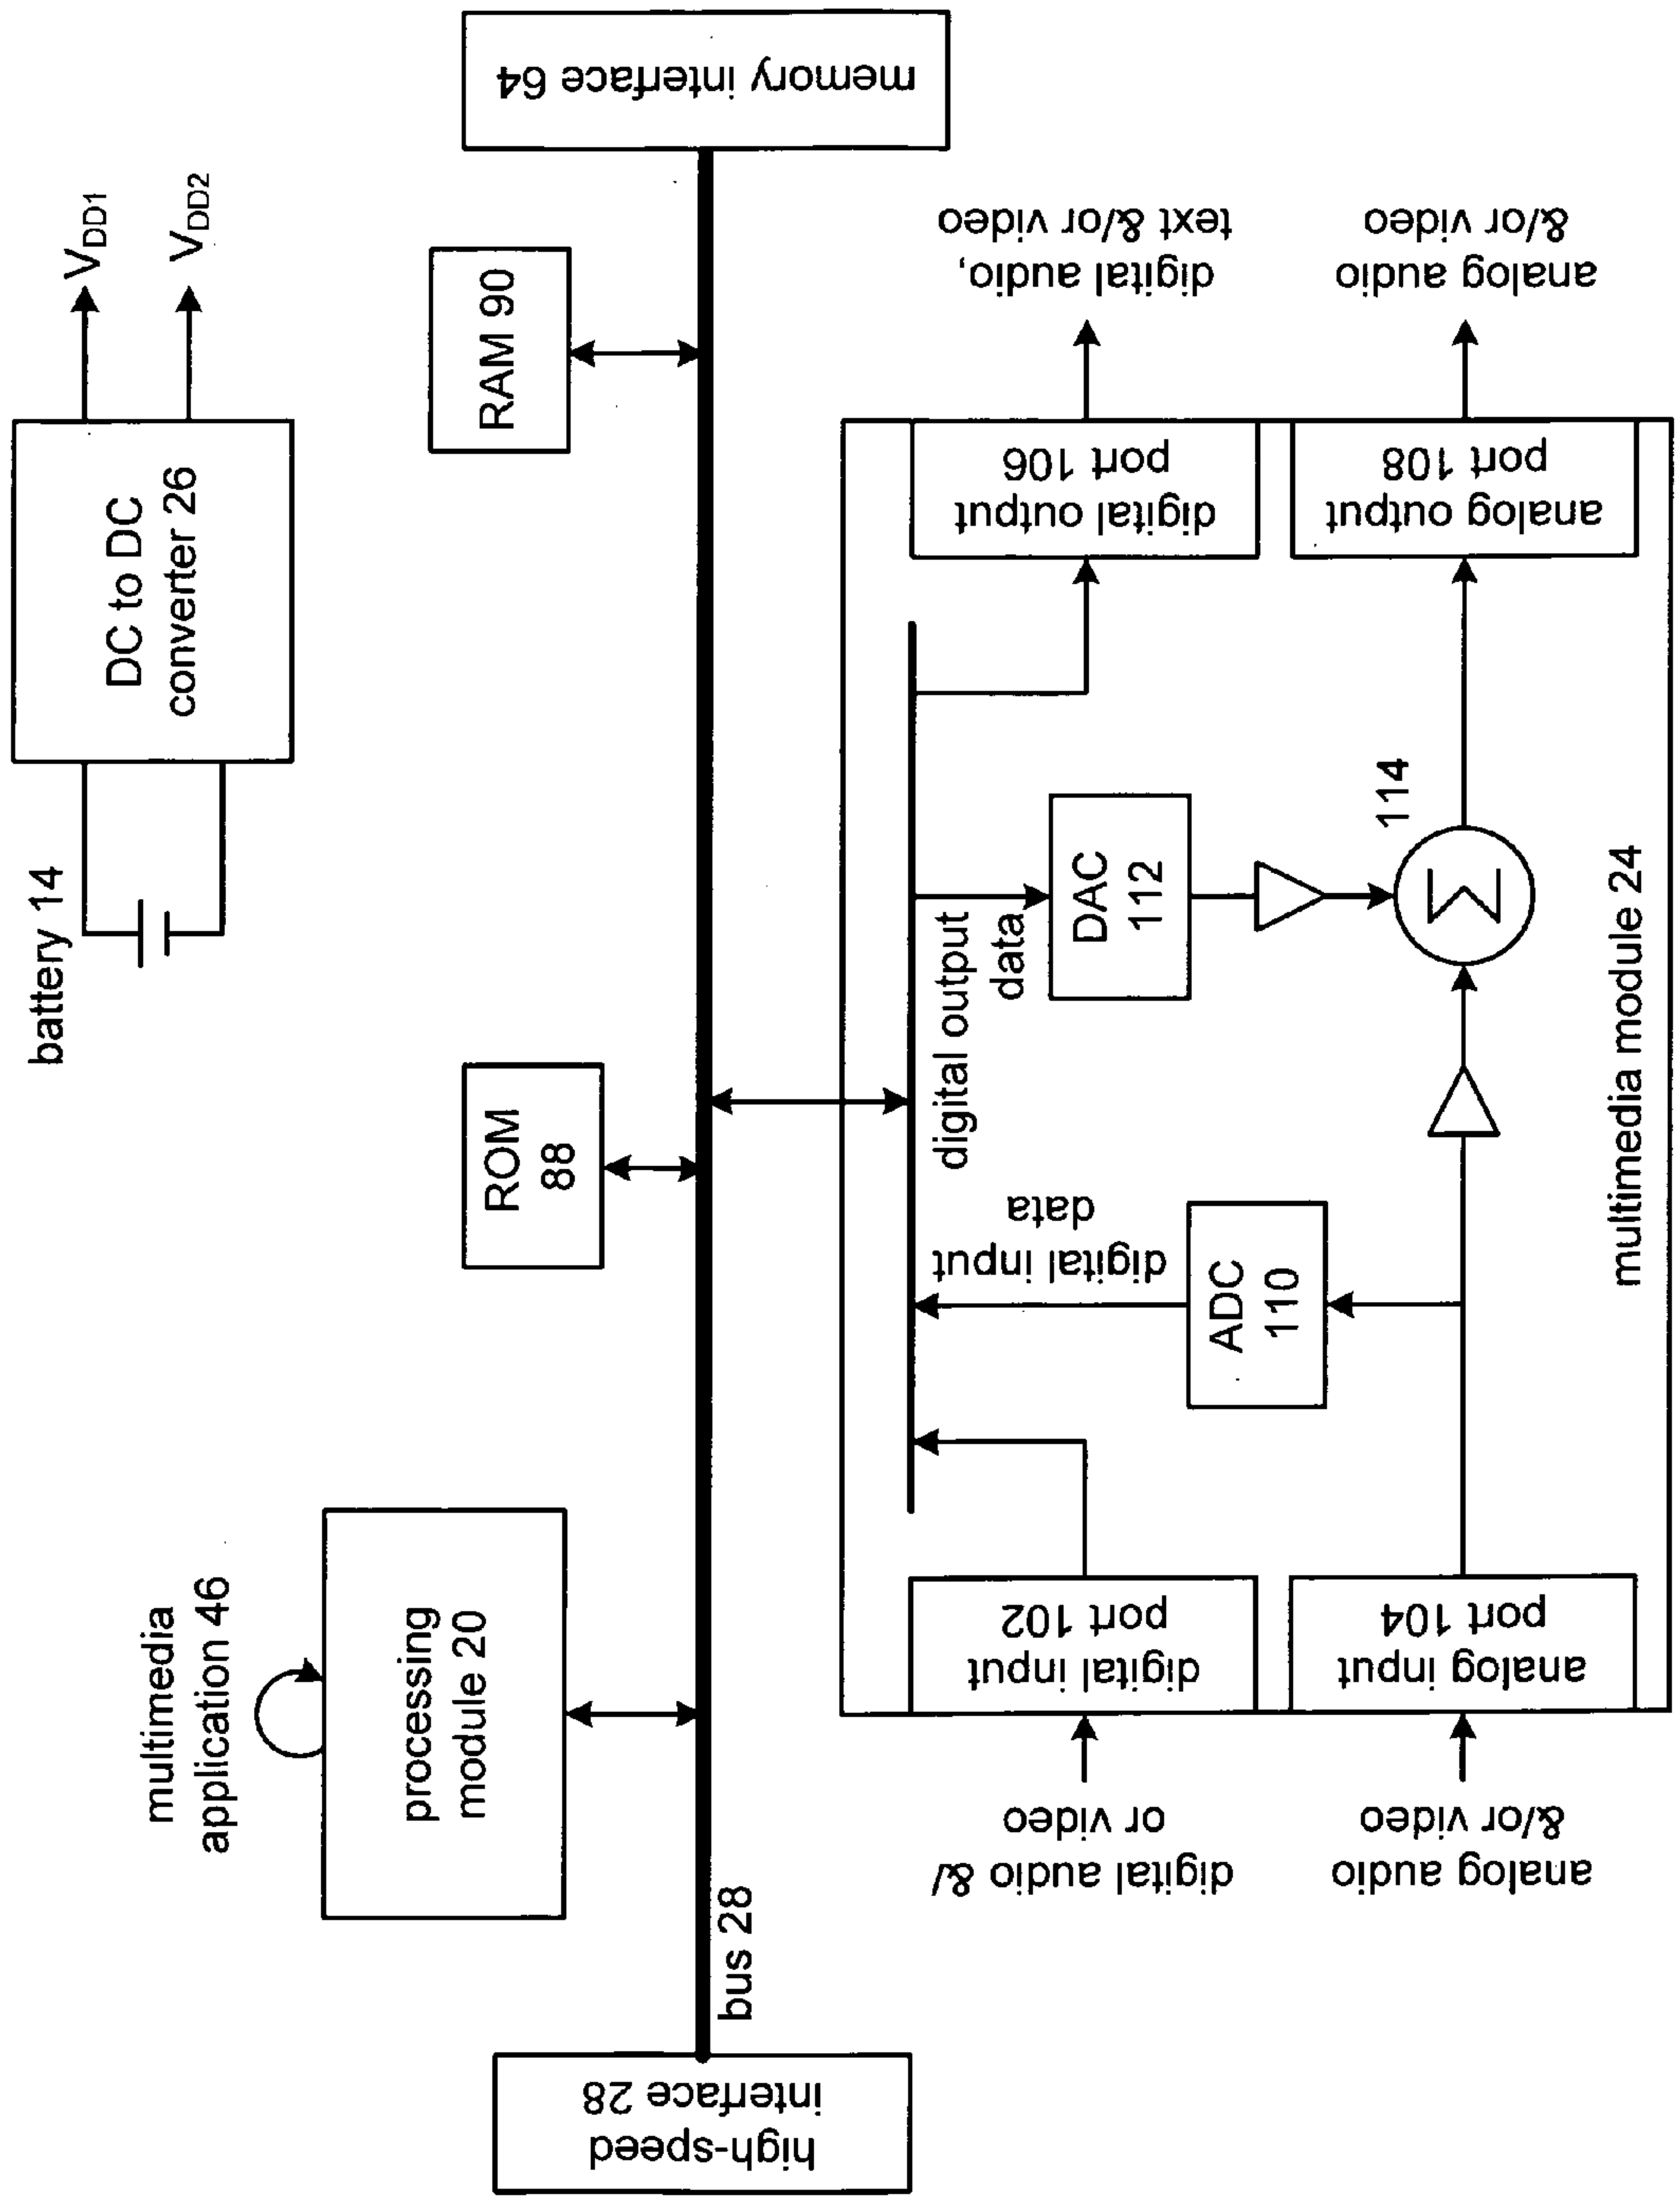 battery 14
DC to DC
converter 26
VDD1
VDD2
multimedia
application 46
processing
module 20
ROM
88
RAM 90
high-speed
interface 28
bus 28
memory interface 64
digital audio &/
or video
analog audio
&/or video
digital input
port 102
analog input
port 104
digital input
data
ADC
110
digital output
data
DAC
112
114
Σ
digital output
port 106
analog output
port 108
digital audio,
text &/or video
analog audio
&/or video
multimedia module 24